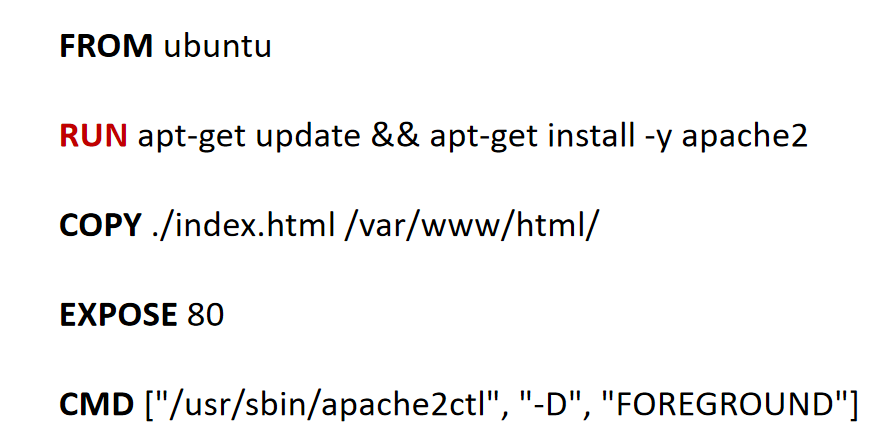 FROM ubuntu
RUN apt-get update && apt-get install -y apache2
COPY ./index.html /var/www/html/
EXPOSE 80
CMD ["/usr/sbin/apache2ctl", "-D", "FOREGROUND"]